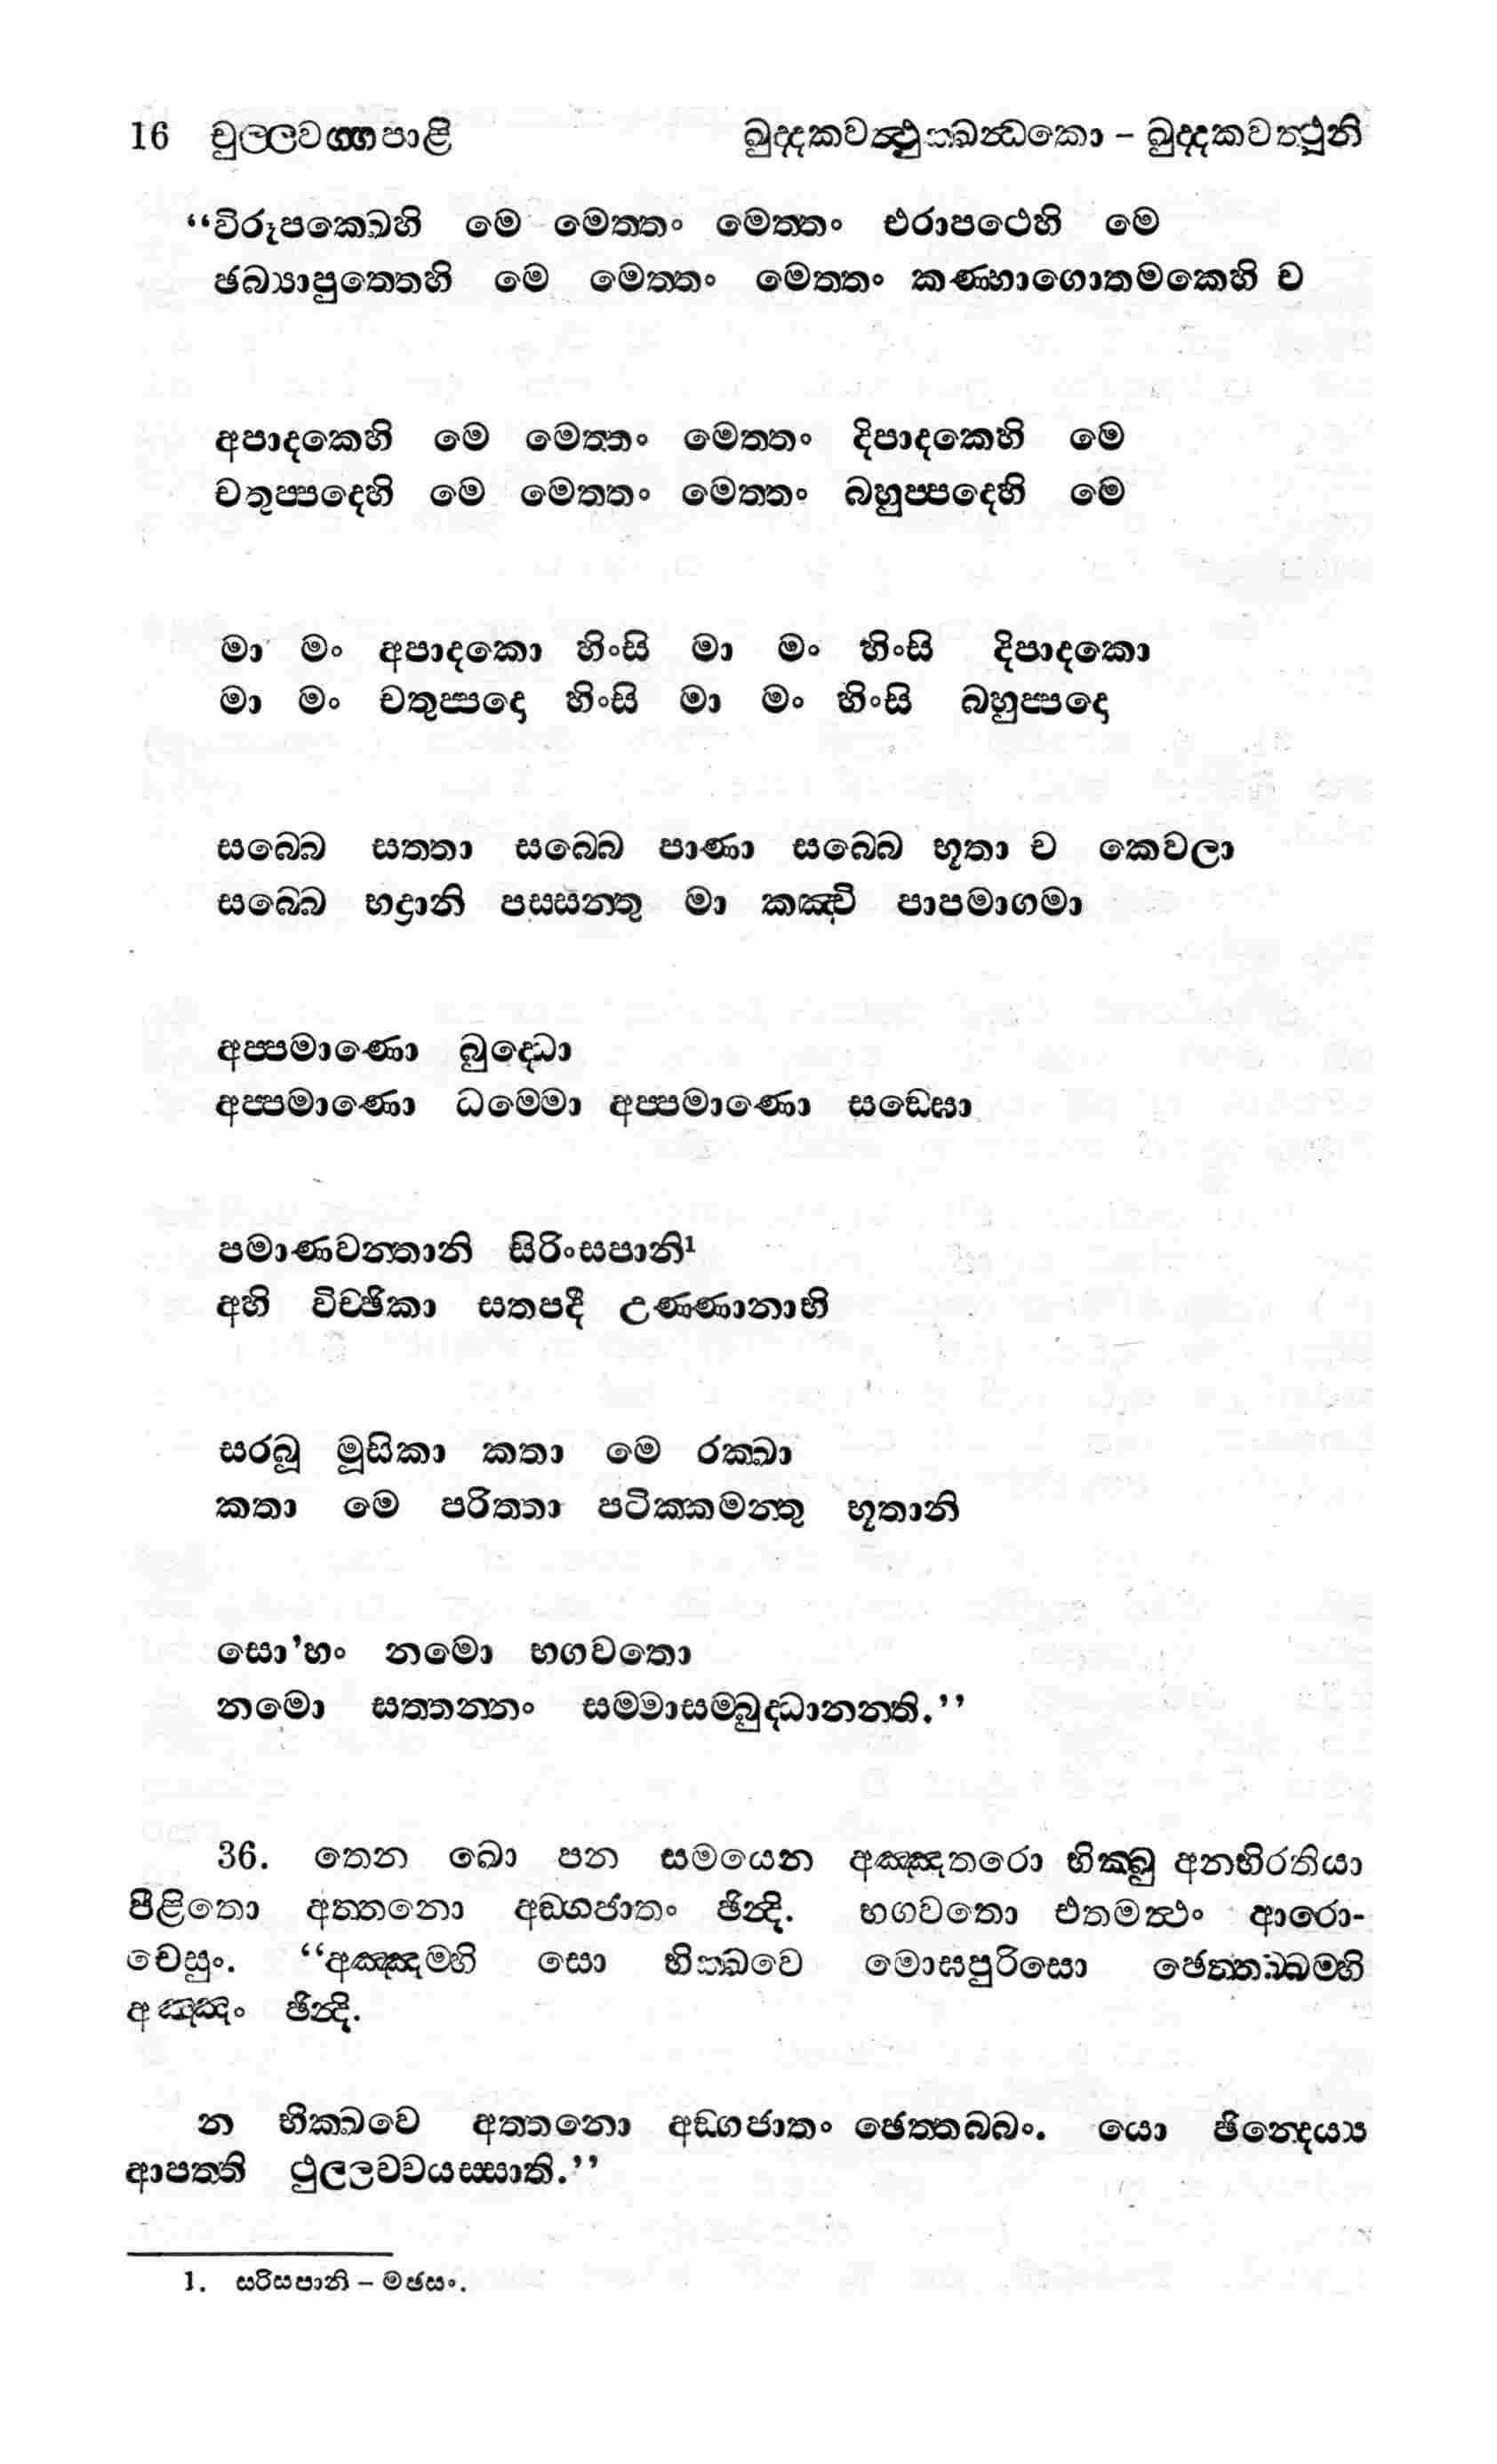 16 චුල්ලවග්ගපාළි ඛුද්දකවත්ථුක්ඛන්ධකො – ඛුද්දකවත්ථූනි
“විරූපක්ඛෙහි මෙ මෙත්තං මෙත්තං එරාපථෙහි මෙ
ඡබ්‍යාපුත්තෙහි මෙ මෙත්තං මෙත්තං කණ්හාගොතමකෙහි ච
අපාදකෙහි මෙ මෙත්තං මෙත්තං දිපාදකෙහි මෙ
චතුප්පදෙහි මෙ මෙත්තං මෙත්තං බහුප්පදෙහි මෙ
මා මං අපාදකො හිංසි මා මං හිංසි දිපාදකො
මා මං චතුප්පදො හිංසි මා මං හිංසි බහුප්පදො
සබ්බෙ සත්තා සබ්බෙ පාණා සබ්බෙ භූතා ච කෙවලා
සබ්බෙ භද්‍රානි පස්සන්තු මා කඤ්චි පාපමාගමා
අප්පමාණො බුද්ධො
අප්පමාණො ධම්මො අප්පමාණො සඞ්ඝො
පමාණවන්තානි සිරිංසපානි¹
අහි විච්ඡිකා සතපදී උණ්ණානාභි
සරබූ මූසිකා කතා මෙ රක්ඛා
කතා මෙ පරිත්තා පටික්කමන්තු භූතානි
සො’හං නමො භගවතො
නමො සත්තන්නං සම්මාසම්බුද්ධානන්ති.”
36. තෙන ඛො පන සමයෙන අඤ්ඤතරො භික්ඛු අනභිරතියා
පීළිතො අත්තනො අඞ්ගජාතං ඡින්දි. භගවතො එතමත්ථං ආරො-
චෙසුං. “අඤ්ඤම්හි සො භික්ඛවෙ මොඝපුරිසො ඡෙත්තබ්බම්හි
අඤ්ඤං ඡින්දි.
න භික්ඛවෙ අත්තනො අඞ්ගජාතං ඡෙත්තබ්බං. යො ඡින්දෙය්‍ය
ආපත්ති ථුල්ලච්චයස්සාති.”
1. සරිසපානි – මඡසං.